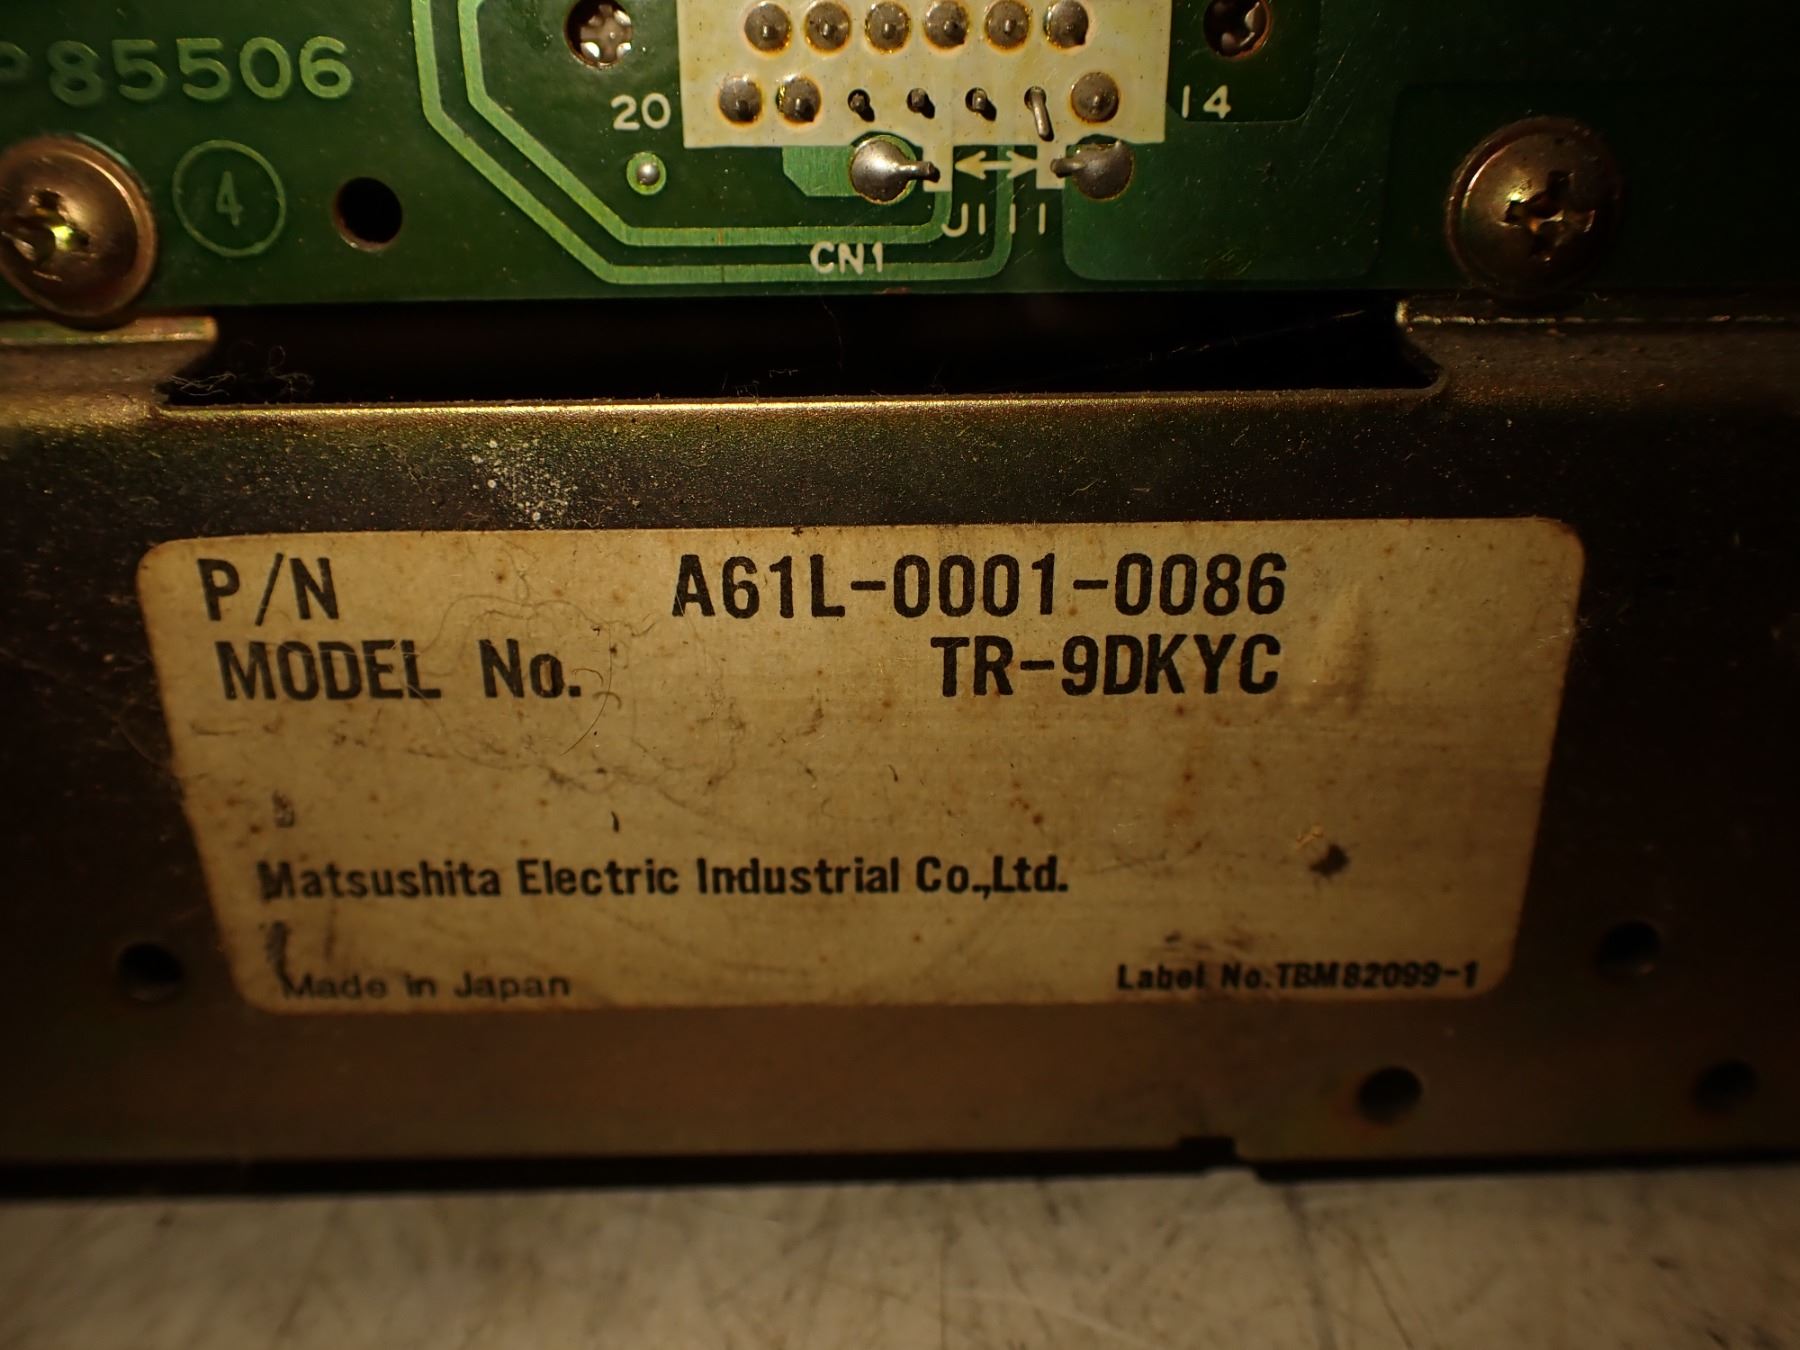 P85506
20
14
4
J111
CN1
P/N A61L-0001-0086
MODEL No. TR-9DKYC
Matsushita Electric Industrial Co.,Ltd.
Made in Japan
Label No.TBM82099-1